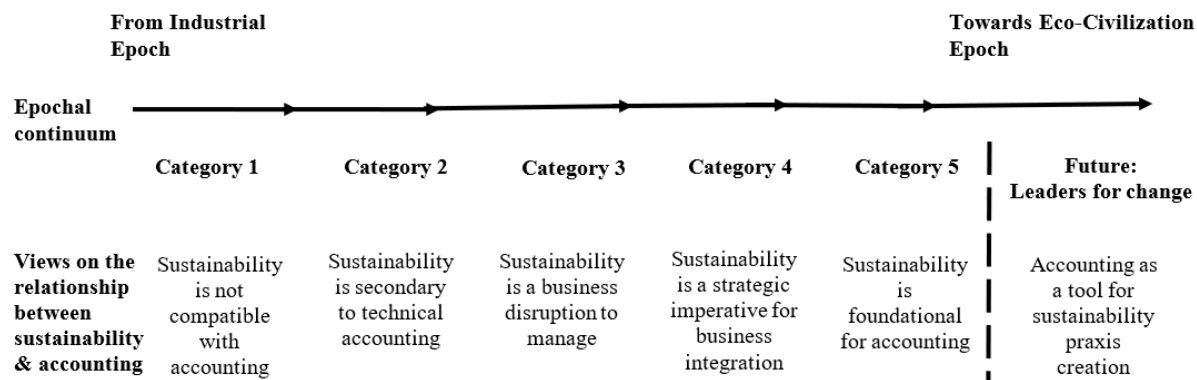 From Industrial
Epoch
Towards Eco-Civilization
Epoch
Epochal
continuum
Category 1
Category 2
Category 3
Category 4
Category 5
Future:
Leaders for change
Views on the
relationship
between
sustainability
& accounting
Sustainability
is not
compatible
with
accounting
Sustainability
is secondary
to technical
accounting
Sustainability
is a business
disruption to
manage
Sustainability
is a strategic
imperative for
business
integration
Sustainability
is
foundational
for accounting
Accounting as
a tool for
sustainability
praxis
creation